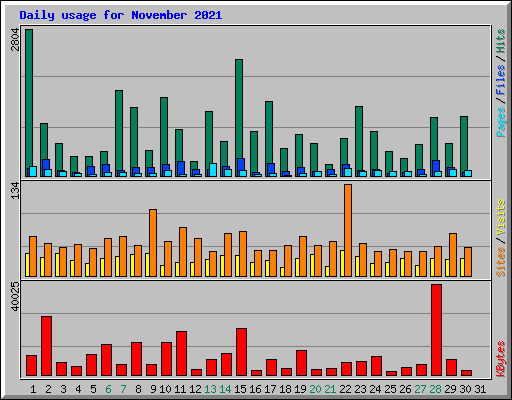 Daily usage for November 2021
2804
Pages / Files / Hits
134
Sites / Visits
40025
KBytes
1 2 3 4 5 6 7 8 9 10 11 12 13 14 15 16 17 18 19 20 21 22 23 24 25 26 27 28 29 30 31